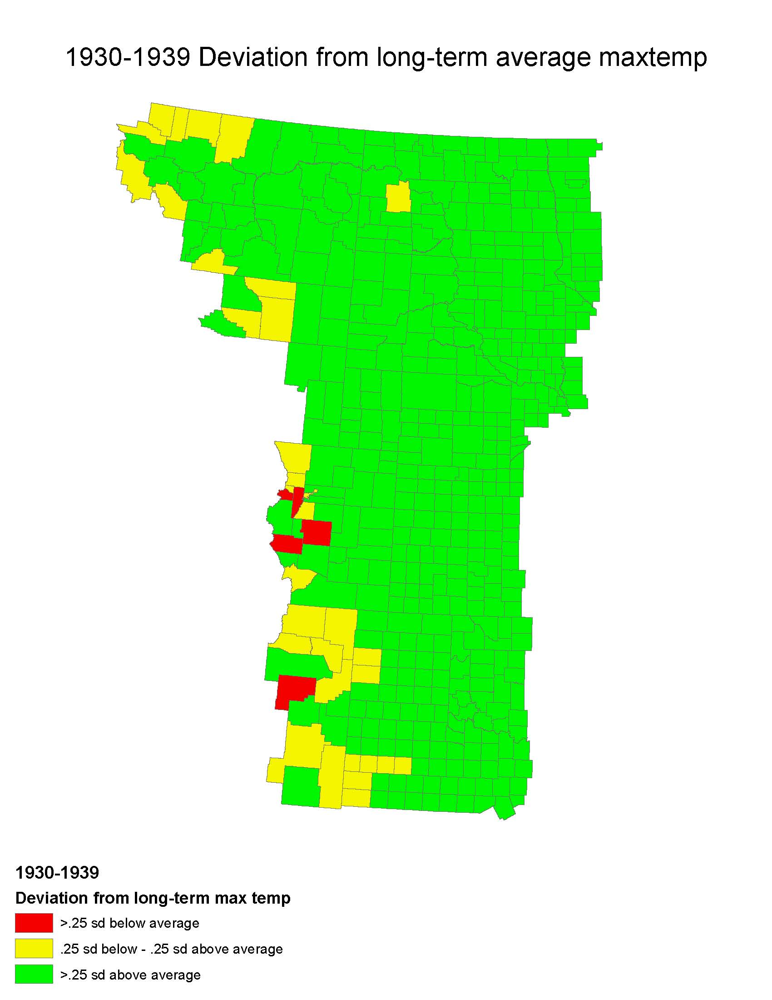 1930-1939 Deviation from long-term average maxtemp
1930-1939
Deviation from long-term max temp
>.25 sd below average
.25 sd below - .25 sd above average
>.25 sd above average